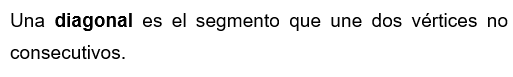 Una diagonal es el segmento que une dos vértices no
consecutivos.